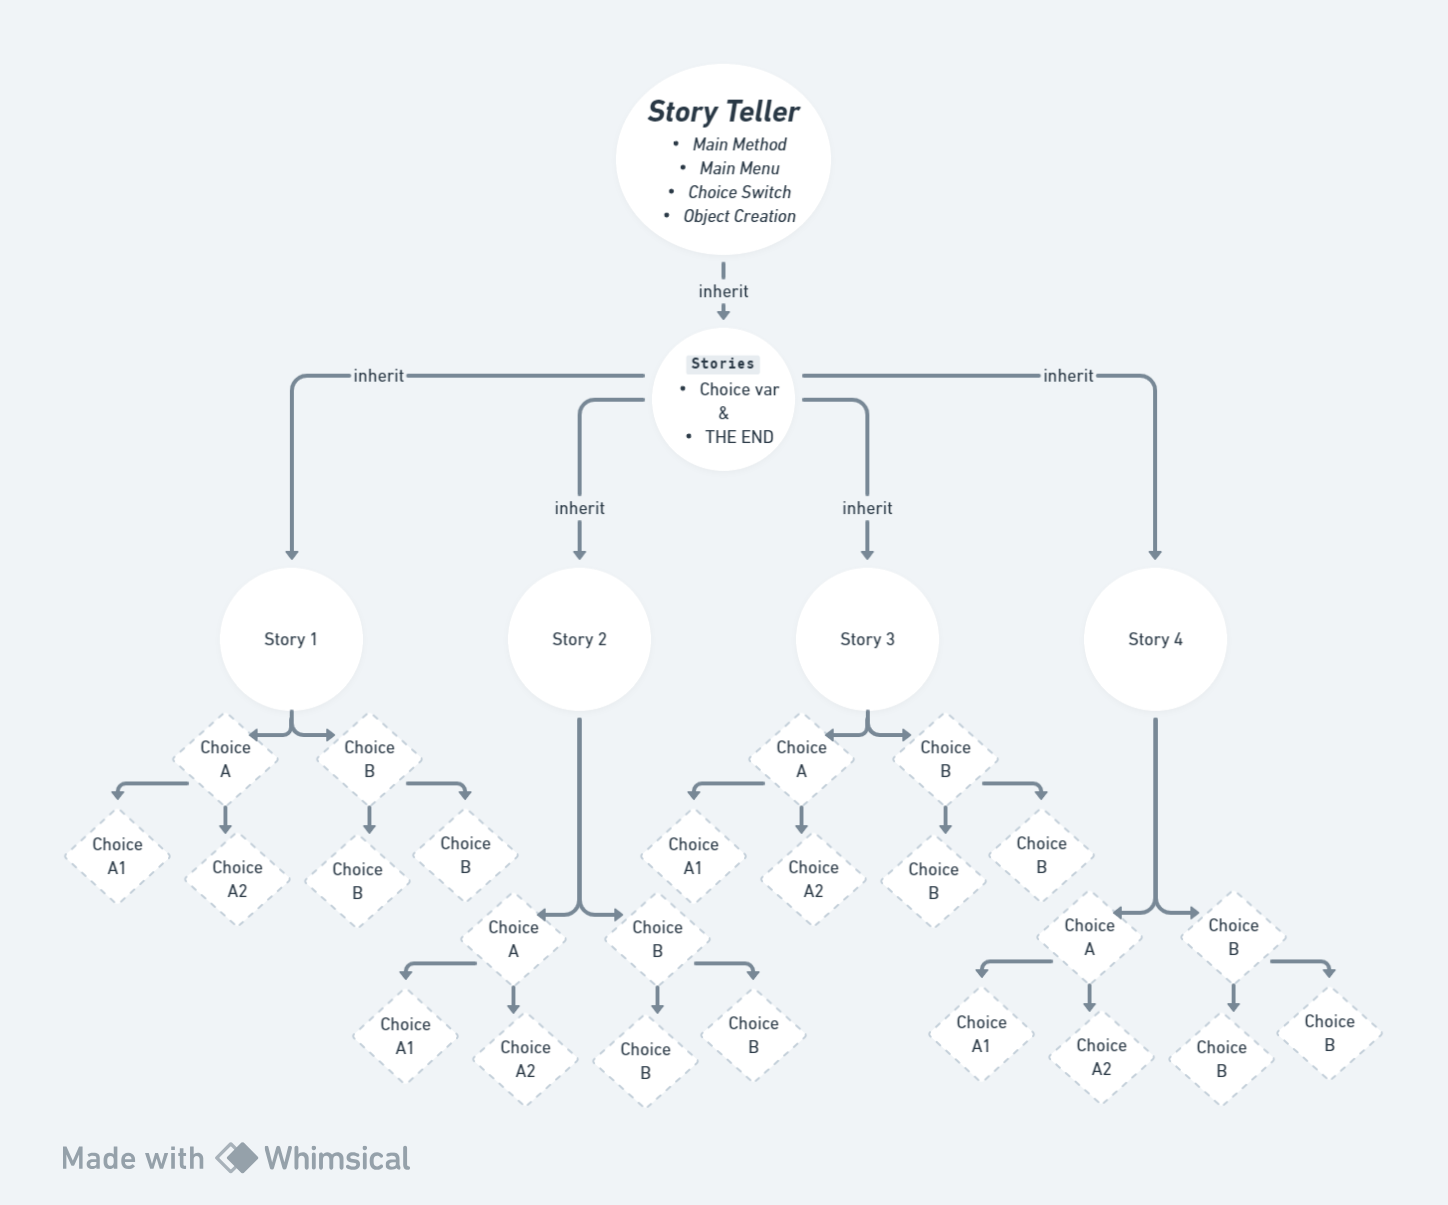 Story Teller
• Main Method
• Main Menu
• Choice Switch
• Object Creation
inherit
Stories
• Choice var
&
• THE END
inherit
inherit
inherit
inherit
Story 1
Story 2
Story 3
Story 4
Choice
A
Choice
B
Choice
A1
Choice
A2
Choice
B
Choice
B
Choice
A
Choice
B
Choice
A1
Choice
A2
Choice
B
Choice
B
Choice
A
Choice
B
Choice
A1
Choice
A2
Choice
B
Choice
B
Choice
A
Choice
B
Choice
A1
Choice
A2
Choice
B
Choice
B
Made with Whimsical